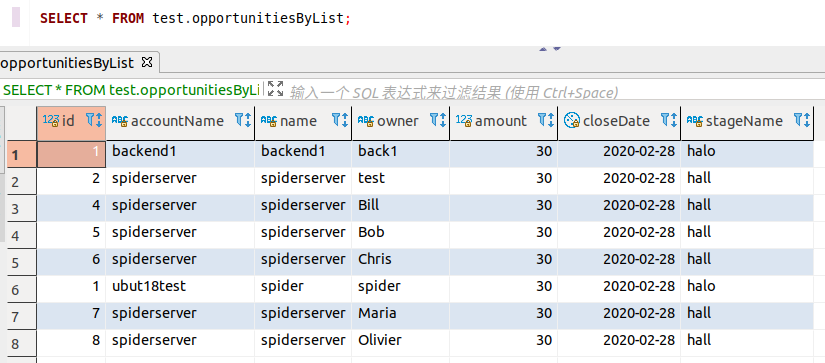 SELECT * FROM test.opportunitiesByList;
opportunitiesByList
SELECT * FROM test.opportunitiesByLi 输入一个 SQL 表达式来过滤结果 (使用 Ctrl+Space)
123 id ABC accountName ABC name ABC owner 123 amount closeDate ABC stageName
1 1 backend1 backend1 back1 30 2020-02-28 halo
2 2 spiderserver spiderserver test 30 2020-02-28 hall
3 4 spiderserver spiderserver Bill 30 2020-02-28 hall
4 5 spiderserver spiderserver Bob 30 2020-02-28 hall
5 6 spiderserver spiderserver Chris 30 2020-02-28 hall
6 1 ubut18test spider spider 30 2020-02-28 halo
7 7 spiderserver spiderserver Maria 30 2020-02-28 hall
8 8 spiderserver spiderserver Olivier 30 2020-02-28 hall